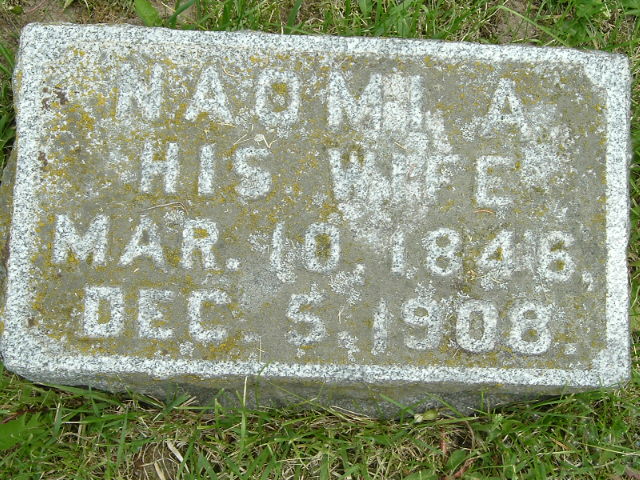 NAOMI A
HIS. WIFE
MAR. 10, 1846,
DEC. 5. 1908.